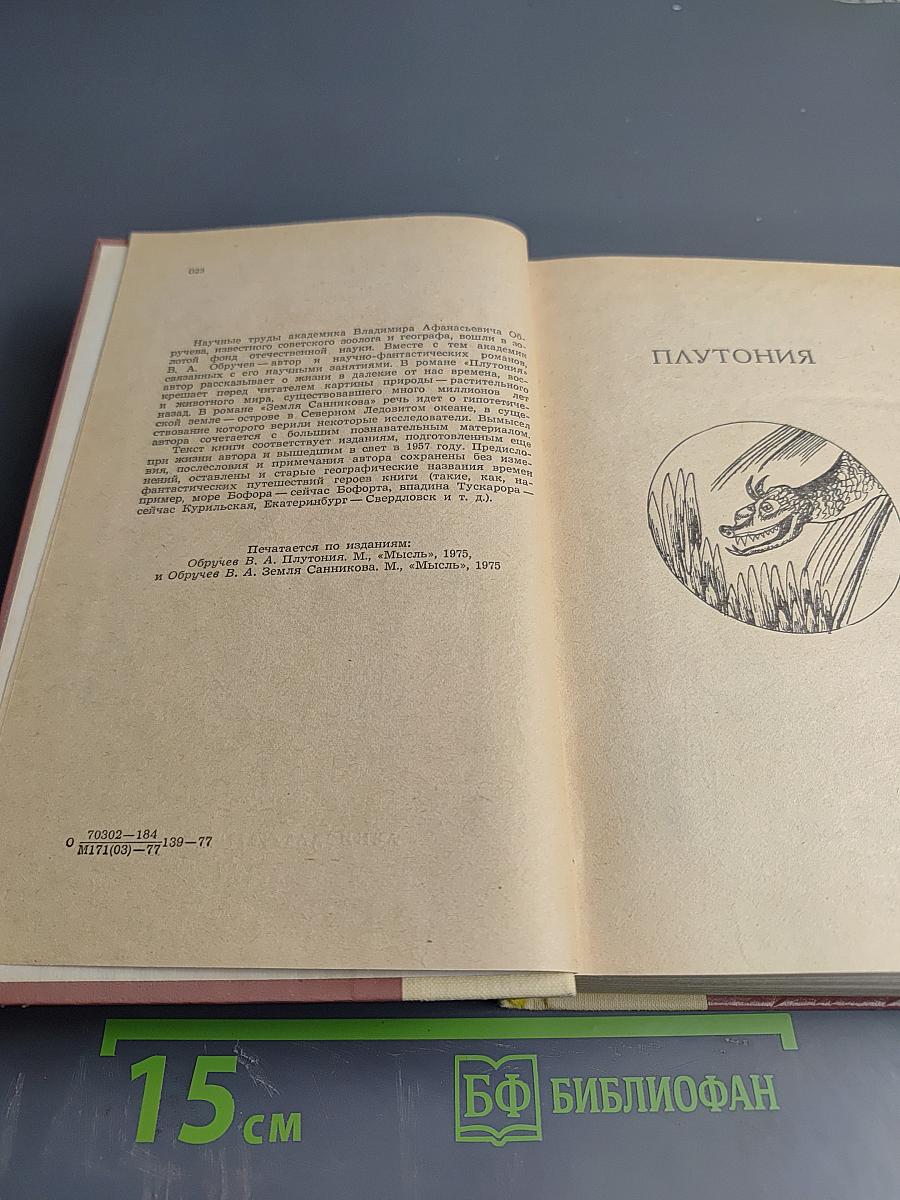 О23
Научные труды академика Владимира Афанасьевича Об-
ручева, известного советского зоолога и географа, вошли в зо-
лотой фонд отечественной науки. Вместе с тем академик
В. А. Обручев — автор и научно-фантастических романов,
связанных с его научными занятиями. В романе «Плутония»
автор рассказывает о жизни в далекие от нас времена, вос-
крешает перед читателем картины природы — растительного
и животного мира, существовавшего много миллионов лет
назад. В романе «Земля Санникова» речь идет о гипотетиче-
ской земле — острове в Северном Ледовитом океане, в суще-
ствование которого верили некоторые исследователи. Вымысел
автора сочетается с большим познавательным материалом.
Текст книги соответствует изданиям, подготовленным еще
при жизни автора и вышедшим в свет в 1957 году. Предисло-
вия, послесловия и примечания автора сохранены без изме-
нений, оставлены и старые географические названия времен
фантастических путешествий героев книги (такие, как, на-
пример, море Бофора — сейчас Бофорта, впадина Тускарора —
сейчас Курильская, Екатеринбург — Свердловск и т. д.).
Печатается по изданиям:
Обручев В. А. Плутония. М., «Мысль», 1975,
и Обручев В. А. Земля Санникова. М., «Мысль», 1975
О 70302—184
М171(03)—77 139—77
ПЛУТОНИЯ
15 см
БФ БИБЛИОФАН